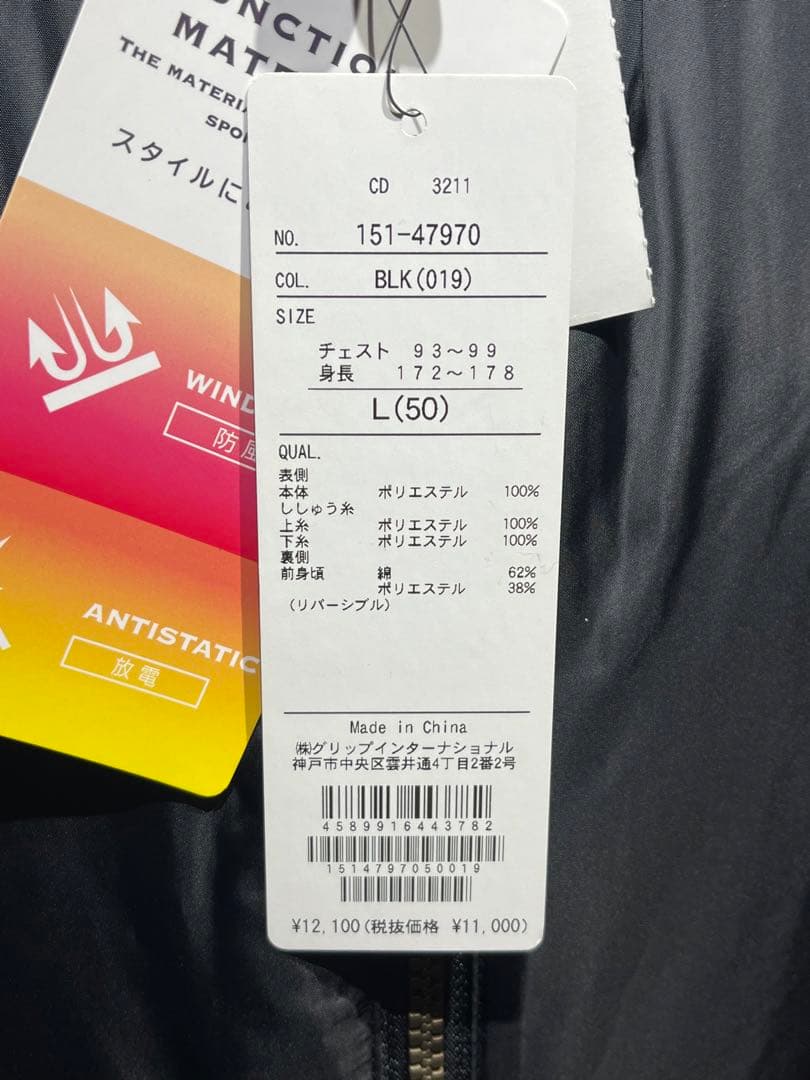 THE
スタイルに
防
ANTISTATIC
放電
CD 3211
NO. 151-47970
COL. BLK(019)
SIZE
チェスト 93～99
身長 172～178
L(50)
QUAL.
表側
本体 ポリエステル 100%
ししゅう糸
上糸 ポリエステル 100%
下糸 ポリエステル 100%
裏側
前身頃 綿 62%
ポリエステル 38%
(リバーシブル)
Made in China
㈱グリップインターナショナル
神戸市中央区雲井通4丁目2番2号
4589916443782
1514797050019
¥12,100(税抜価格 ¥11,000)